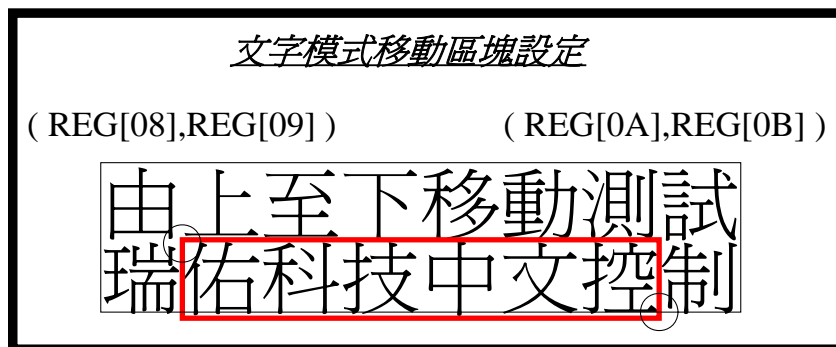 文字模式移動區塊設定
( REG[08],REG[09] ) ( REG[0A],REG[0B] )
由上至下移動測試
瑞佑科技中文控制